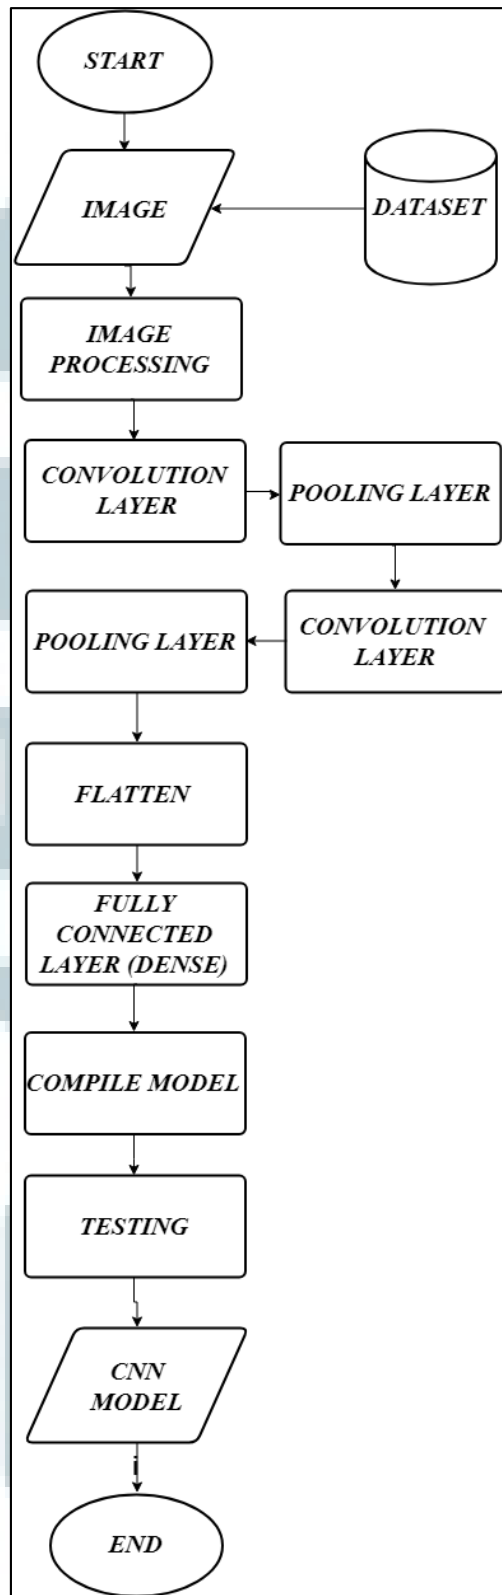 START
IMAGE
DATASET
IMAGE
PROCESSING
CONVOLUTION
LAYER
POOLING LAYER
CONVOLUTION
LAYER
POOLING LAYER
FLATTEN
FULLY
CONNECTED
LAYER (DENSE)
COMPILE MODEL
TESTING
CNN
MODEL
i
END